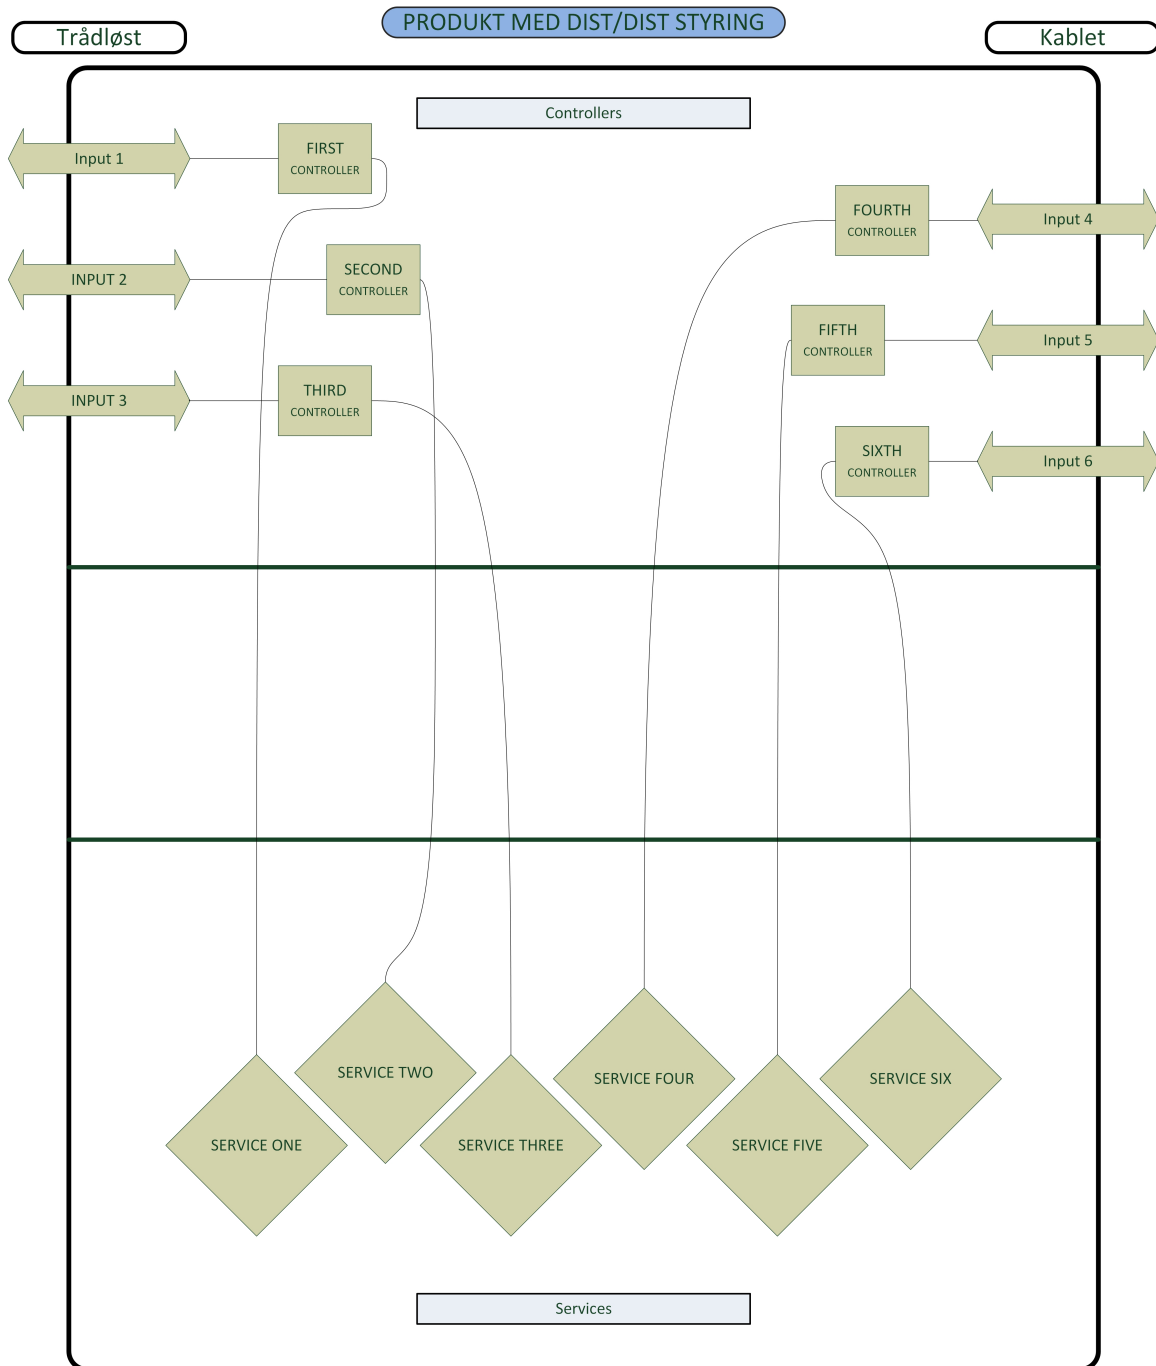 PRODUKT MED DIST/DIST STYRING
Trådløst
Kablet
Controllers
Input 1
FIRST
CONTROLLER
FOURTH
CONTROLLER
Input 4
INPUT 2
SECOND
CONTROLLER
FIFTH
CONTROLLER
Input 5
INPUT 3
THIRD
CONTROLLER
SIXTH
CONTROLLER
Input 6
SERVICE TWO
SERVICE FOUR
SERVICE SIX
SERVICE ONE
SERVICE THREE
SERVICE FIVE
Services